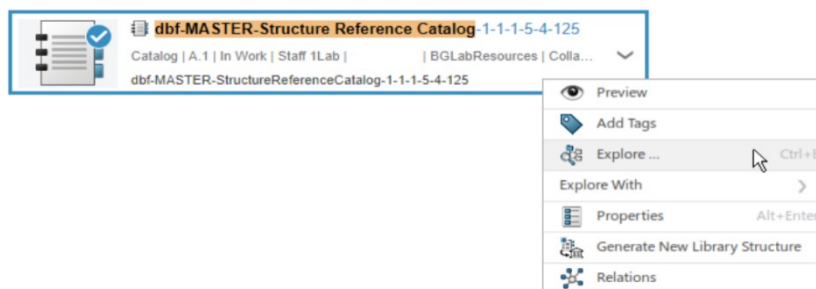 dbf-MASTER-Structure Reference Catalog-1-1-1-5-4-125
Catalog | A.1 | In Work | Staff 1Lab | | BGLabResources | Colla...
dbf-MASTER-StructureReferenceCatalog-1-1-1-5-4-125
Preview
Add Tags
Explore ... Ctrl+E
Explore With
Properties Alt+Enter
Generate New Library Structure
Relations